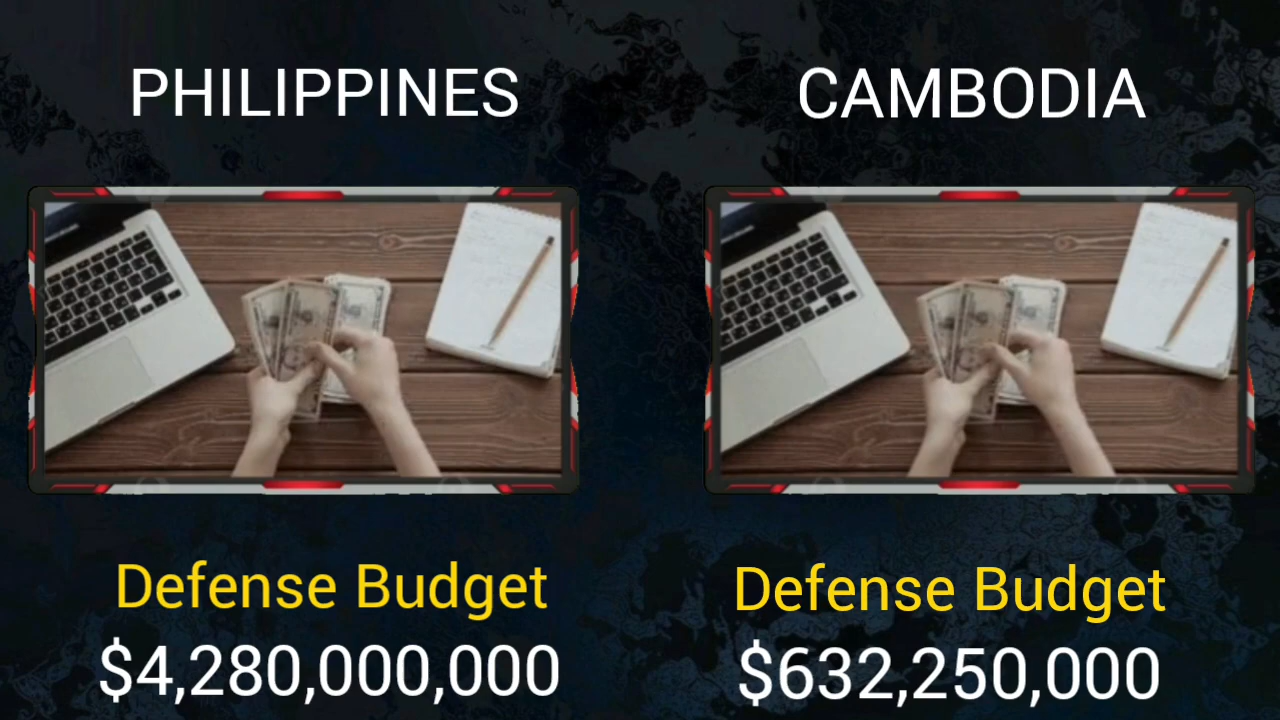 PHILIPPINES
CAMBODIA
Defense Budget
$4,280,000,000
Defense Budget
$632,250,000